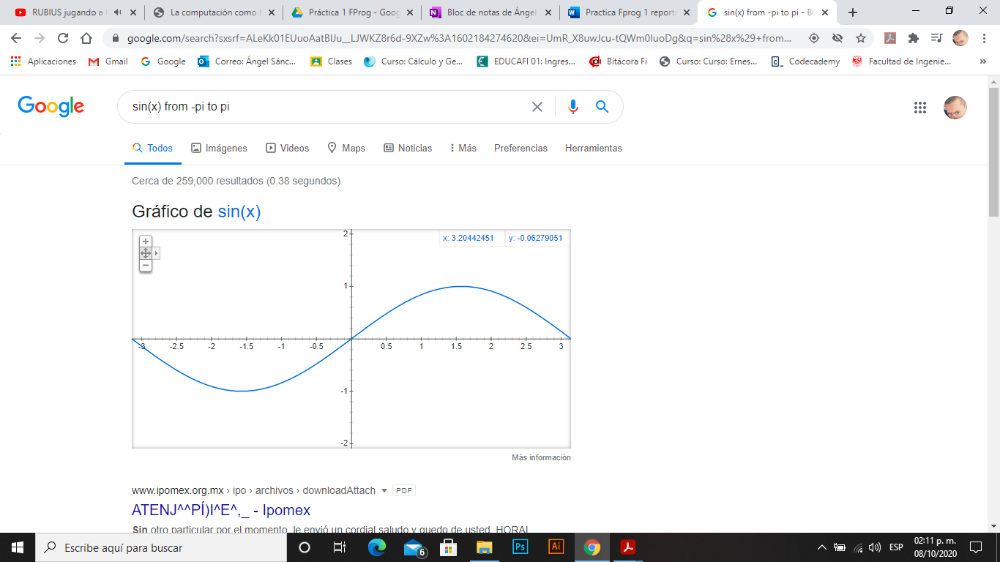 RUBIUS jugando a
La computación como
Práctica 1 FProg - Goog
Bloc de notas de Ángel
Practica Fprog 1 report
sin(x) from -pi to pi - Bu
google.com/search?sxsrf=ALeKk01EUuoAatBlJu__LJWKZ8r6d-9XZw%3A1602184274620&ei=UmR_X8uwJcu-tQWm0IuoDg&q=sin%28x%29+from...
Aplicaciones
Gmail
Google
Correo: Ángel Sánc...
Clases
Curso: Cálculo y Ge...
EDUCAFI 01: Ingres...
Bitácora Fi
Curso: Curso: Ernes...
Codecademy
Facultad de Ingenie...
»
Google
sin(x) from -pi to pi
Todos
Imágenes
Videos
Maps
Noticias
Más
Preferencias
Herramientas
Cerca de 259,000 resultados (0.38 segundos)
Gráfico de sin(x)
x: 3.20442451
y: -0.06279051
2
1
-3 -2.5 -2 -1.5 -1 -0.5 0.5 1 1.5 2 2.5 3
-1
-2
Más información
www.ipomex.org.mx › ipo › archivos › downloadAttach
PDF
ATENJ^^PÍ)I^E^,_ - Ipomex
Sin otro particular por el momento, le envió un cordial saludo y quedo de usted. HORAL
Escribe aquí para buscar
6
Ps
Ai
ESP
02:11 p. m.
08/10/2020